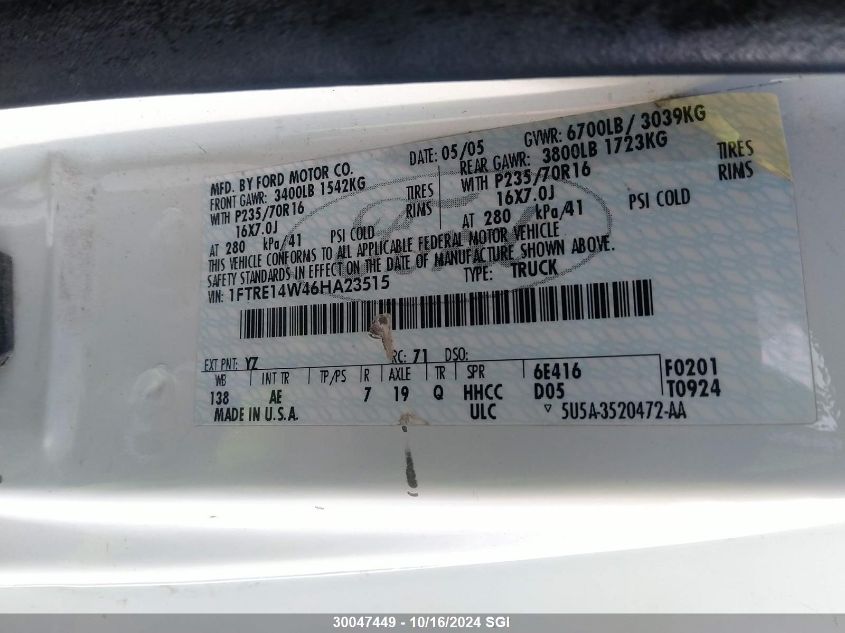 MFD. BY FORD MOTOR CO. DATE: 05/05 GVWR: 6700LB / 3039KG
FRONT GAWR: 3400LB 1542KG REAR GAWR: 3800LB 1723KG
WITH P235/70R16 TIRES WITH P235/70R16 TIRES
16X7.0J RIMS 16X7.0J RIMS
AT 280 kPa/41 PSI COLD AT 280 kPa/41 PSI COLD
THIS VEHICLE CONFORMS TO ALL APPLICABLE FEDERAL MOTOR VEHICLE
SAFETY STANDARDS IN EFFECT ON THE DATE OF MANUFACTURE SHOWN ABOVE.
VIN: 1FTRE14W46HA23515 TYPE: TRUCK
EXT PNT: YZ RC: 71 DSO:
WB INT TR TP/PS R AXLE TR SPR 6E416 F0201
138 AE 7 19 Q HHCC D05 T0924
MADE IN U.S.A. ULC ▽ 5U5A-3520472-AA
Ford
30047449 - 10/16/2024 SGI